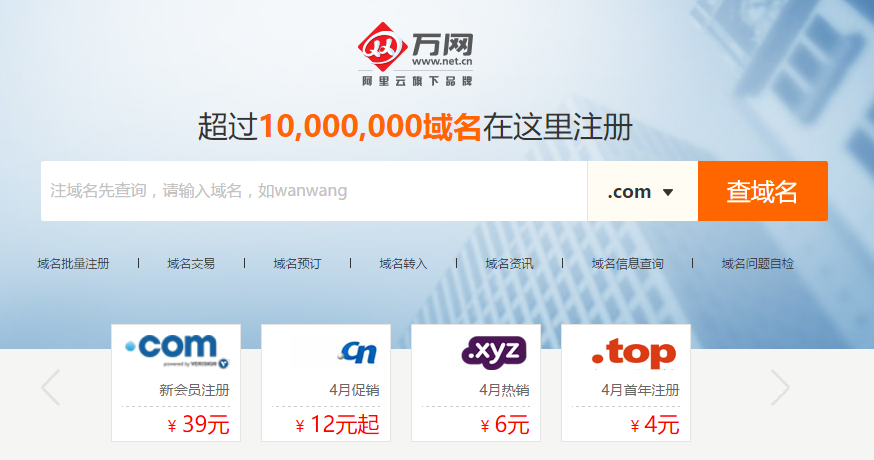 万网
www.net.cn
阿里云旗下品牌
超过10,000,000域名在这里注册
注域名先查询，请输入域名，如wanwang
.com
查域名
域名批量注册 | 域名交易 | 域名预订 | 域名转入 | 域名资讯 | 域名信息查询 | 域名问题自检
.com
powered by VERISIGN
新会员注册
¥ 39元
.cn
4月促销
¥ 12元起
.xyz
4月热销
¥ 6元
.top
4月首年注册
¥ 4元